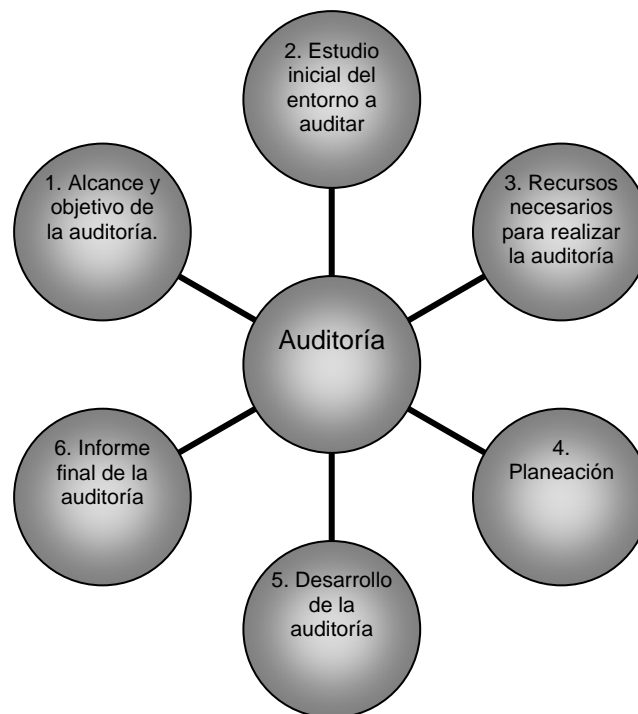 2. Estudio
inicial del
entorno a
auditar
1. Alcance y
objetivo de
la auditoría.
3. Recursos
necesarios
para realizar
la auditoría
Auditoría
6. Informe
final de la
auditoría
4.
Planeación
5. Desarrollo
de la
auditoría